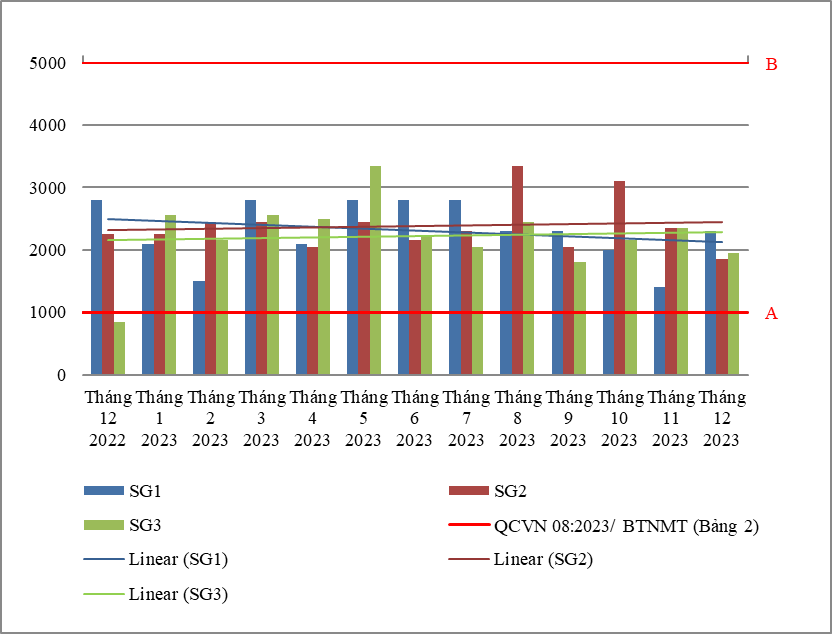 5000
B
4000
3000
2000
1000
A
0
Tháng Tháng Tháng Tháng Tháng Tháng Tháng Tháng Tháng Tháng Tháng Tháng Tháng
12 1 2 3 4 5 6 7 8 9 10 11 12
2022 2023 2023 2023 2023 2023 2023 2023 2023 2023 2023 2023 2023
SG1 SG2
SG3 QCVN 08:2023/ BTNMT (Bảng 2)
Linear (SG1) Linear (SG2)
Linear (SG3)